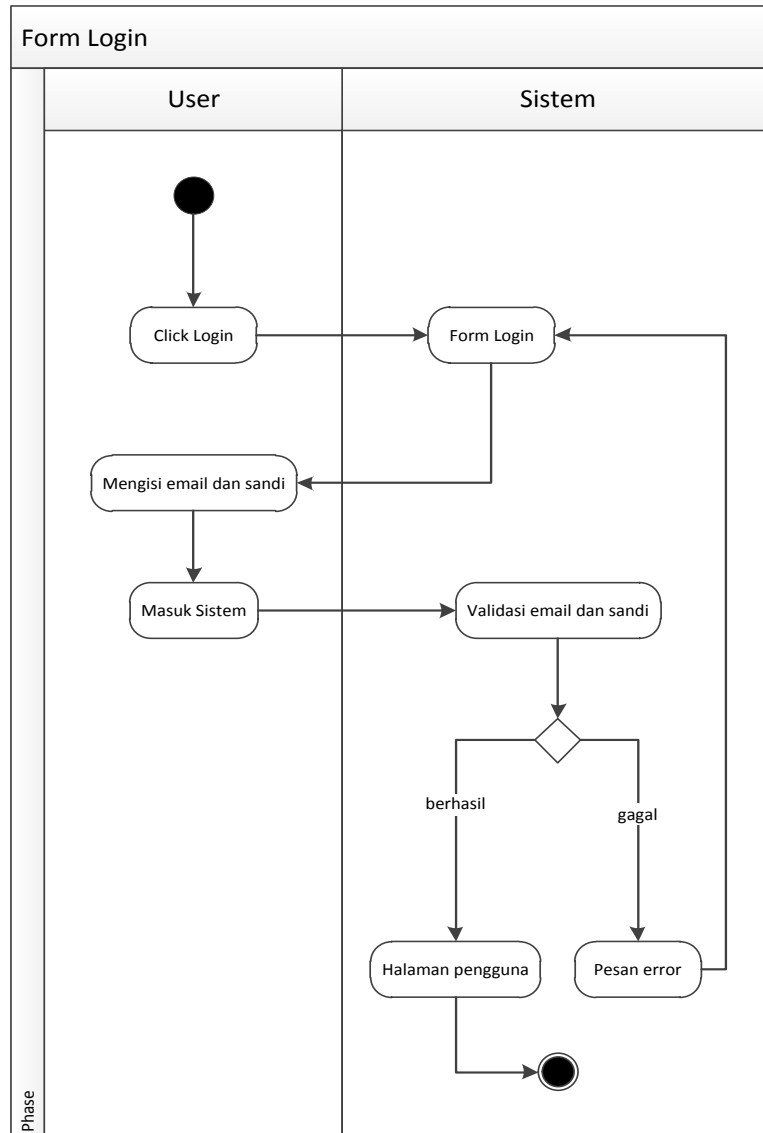 Form Login
User
Sistem
Click Login
Form Login
Mengisi email dan sandi
Masuk Sistem
Validasi email dan sandi
berhasil
gagal
Halaman pengguna
Pesan error
Phase